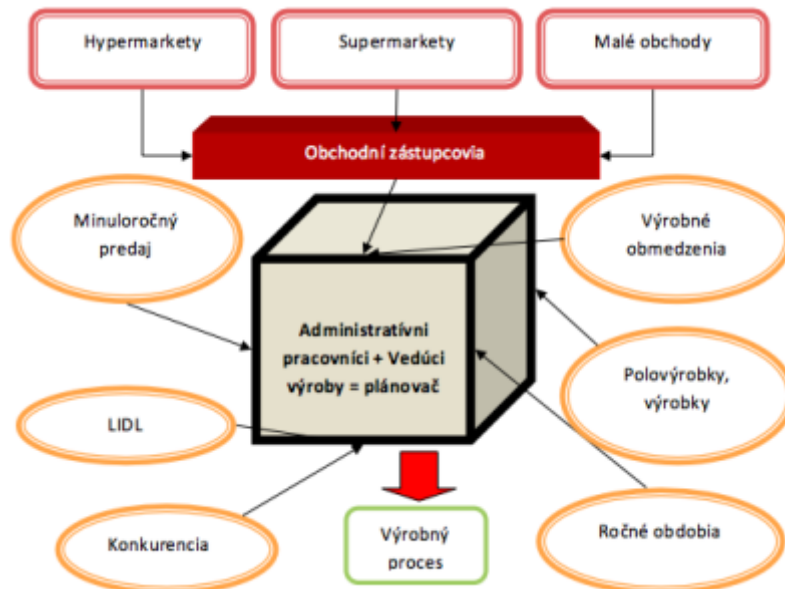 Hypermarkety
Supermarkety
Malé obchody
Obchodní zástupcovia
Minuloročný
predaj
Výrobné
obmedzenia
Administratívni
pracovníci + Vedúci
výroby = plánovač
Polovýrobky,
výrobky
LIDL
Konkurencia
Výrobný
proces
Ročné obdobia